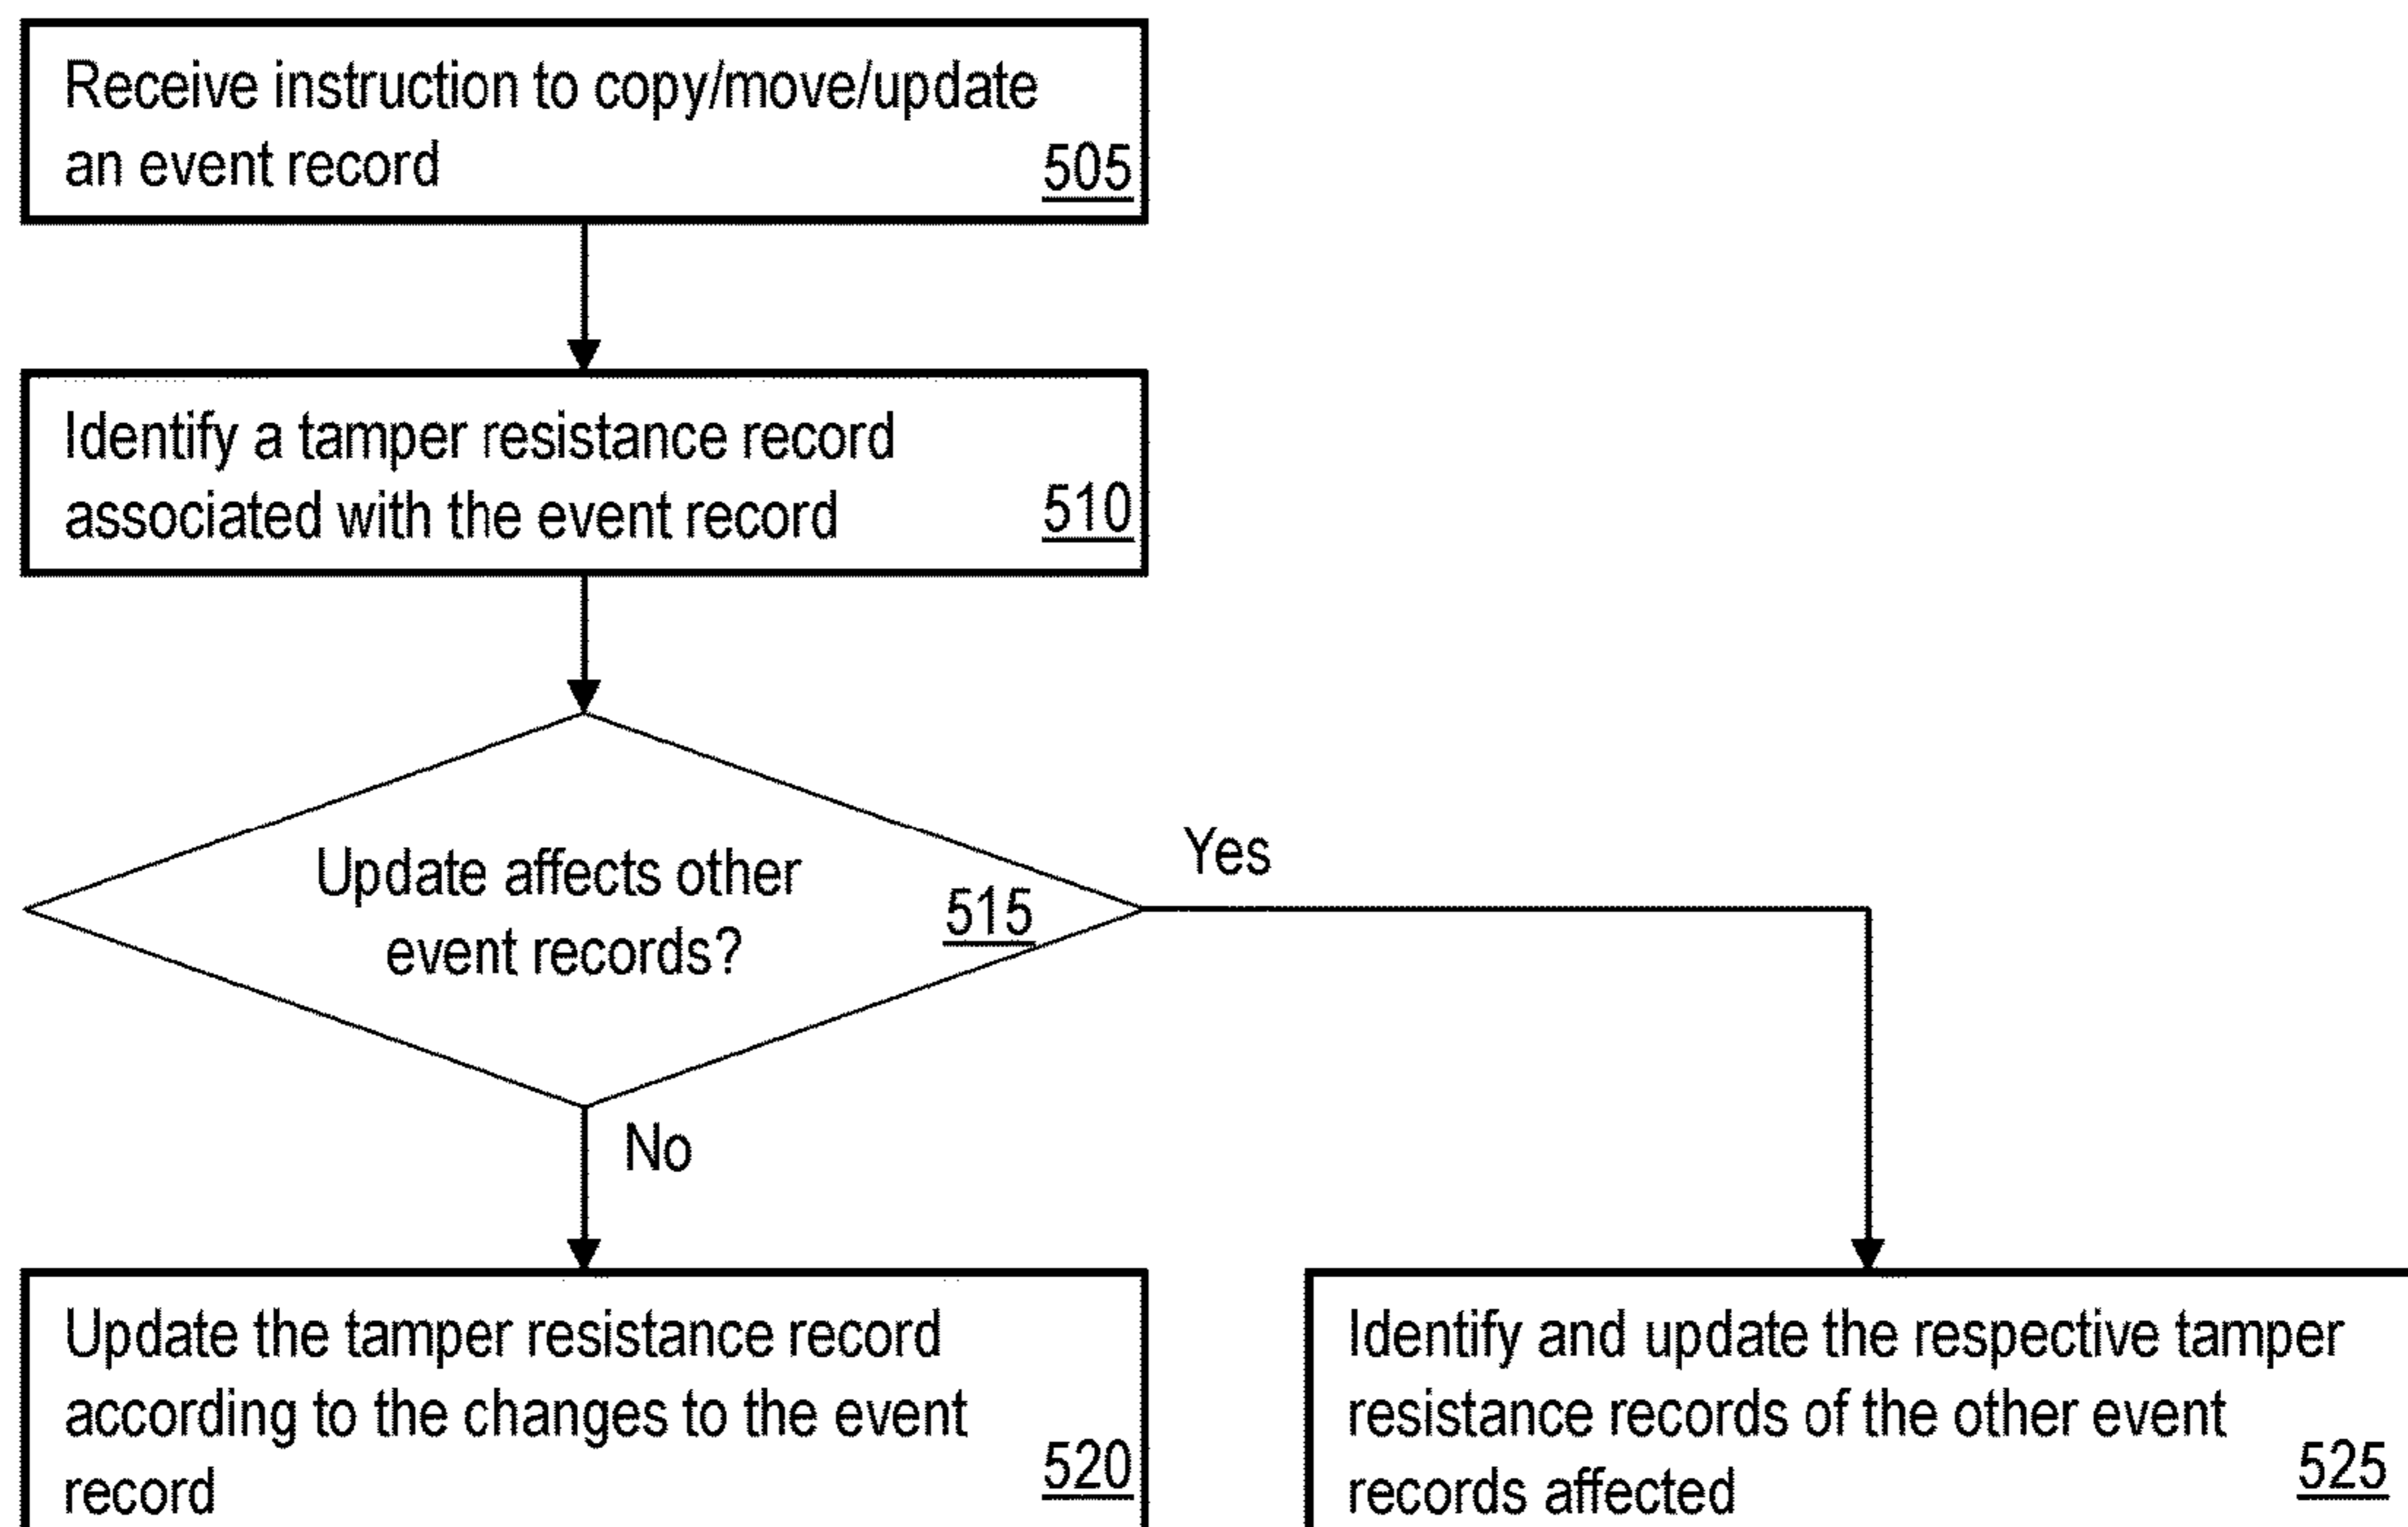 Receive instruction to copy/move/update
an event record
505
Identify a tamper resistance record
associated with the event record
510
Update affects other
event records?
515
Yes
No
Update the tamper resistance record
according to the changes to the event
record
520
Identify and update the respective tamper
resistance records of the other event
records affected
525